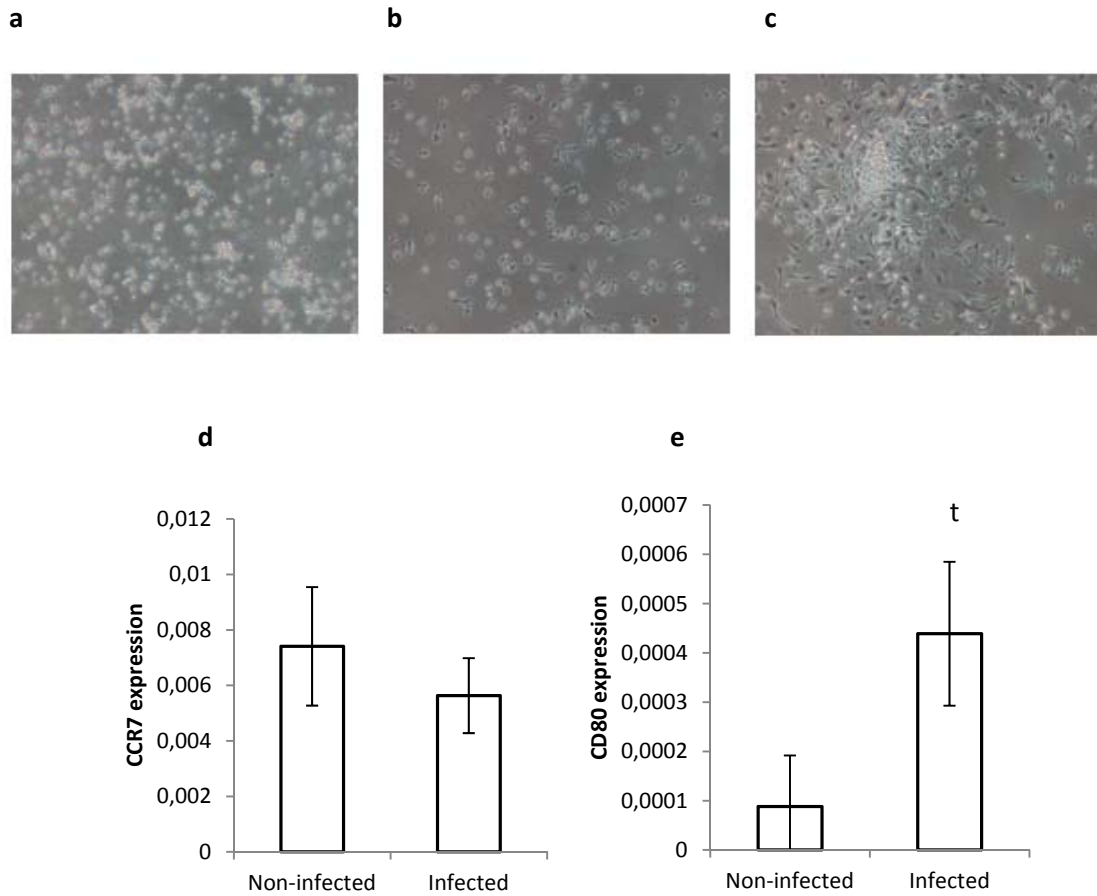 a
b
c
d
e
0,012
0,01
0,008
0,006
0,004
0,002
0
CCR7 expression
Non-infected
Infected
0,0007
0,0006
0,0005
0,0004
0,0003
0,0002
0,0001
0
CD80 expression
t
Non-infected
Infected